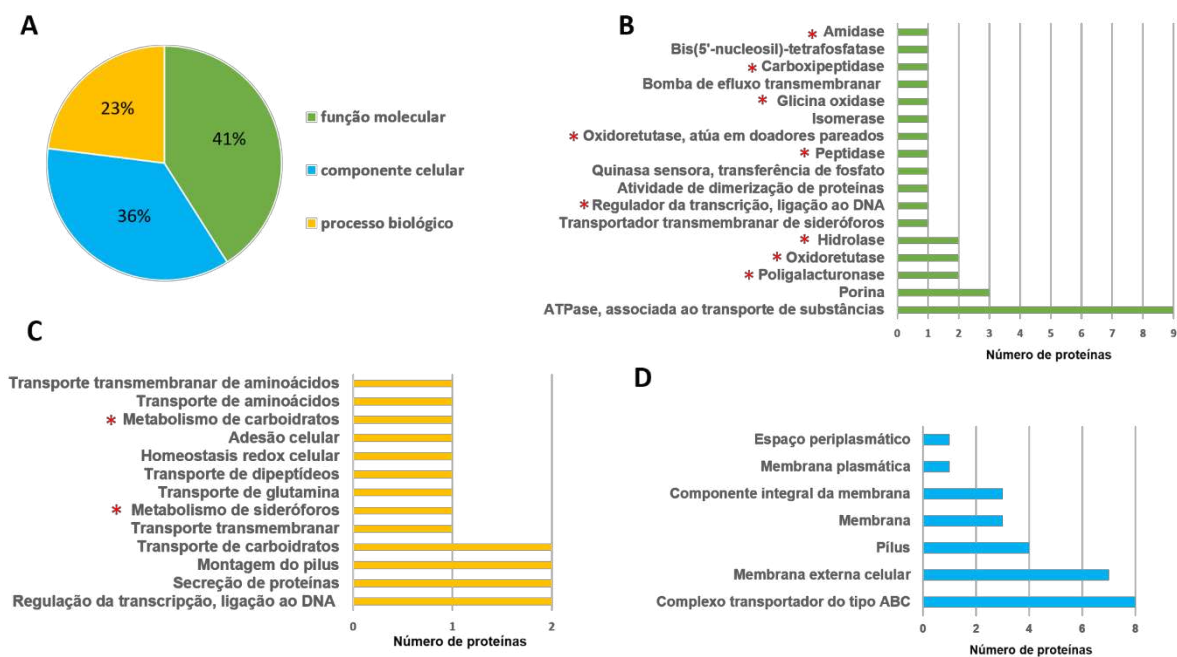 A
23%
41%
36%
função molecular
componente celular
processo biológico
B
* Amidase
Bis(5'-nucleosil)-tetrafosfatase
* Carboxipeptidase
Bomba de efluxo transmembranar
* Glicina oxidase
Isomerase
* Oxidoretutase, atúa em doadores pareados
* Peptidase
Quinasa sensora, transferência de fosfato
Atividade de dimerização de proteínas
* Regulador da transcrição, ligação ao DNA
Transportador transmembranar de sideróforos
* Hidrolase
* Oxidoretutase
* Poligalacturonase
Porina
ATPase, associada ao transporte de substâncias
0 1 2 3 4 5 6 7 8 9
Número de proteínas
C
Transporte transmembranar de aminoácidos
Transporte de aminoácidos
* Metabolismo de carboidratos
Adesão celular
Homeostasis redox celular
Transporte de dipeptídeos
Transporte de glutamina
* Metabolismo de sideróforos
Transporte transmembranar
Transporte de carboidratos
Montagem do pilus
Secreção de proteínas
Regulação da transcripção, ligação ao DNA
0 1 2
Número de proteínas
D
Espaço periplasmático
Membrana plasmática
Componente integral da membrana
Membrana
Pílus
Membrana externa celular
Complexo transportador do tipo ABC
0 2 4 6 8
Número de proteínas